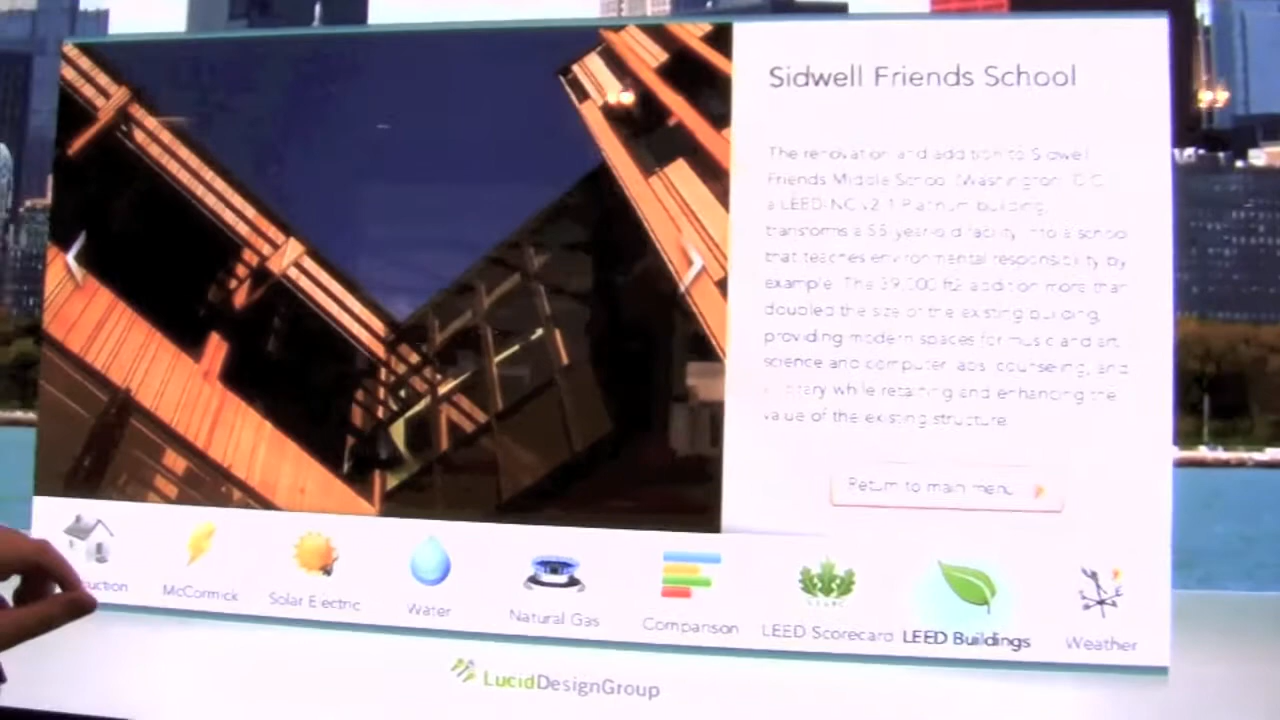 Sidwell Friends School
The renovation and addition to Sidwell
Friends Middle School (Washington, D.C.
a LEED-NC v2.1 Platinum building,
transforms a 55 year old facility into a school
that teaches environmental responsibility by
example. The 39,000 ft2 addition more than
doubled the size of the existing building,
providing modern spaces for music and art,
science and computer labs, counseling, and
library while retaining and enhancing the
value of the existing structure.
Return to main menu
McCormick
Solar Electric
Water
Natural Gas
Comparison
LEED Scorecard
LEED Buildings
Weather
LucidDesignGroup